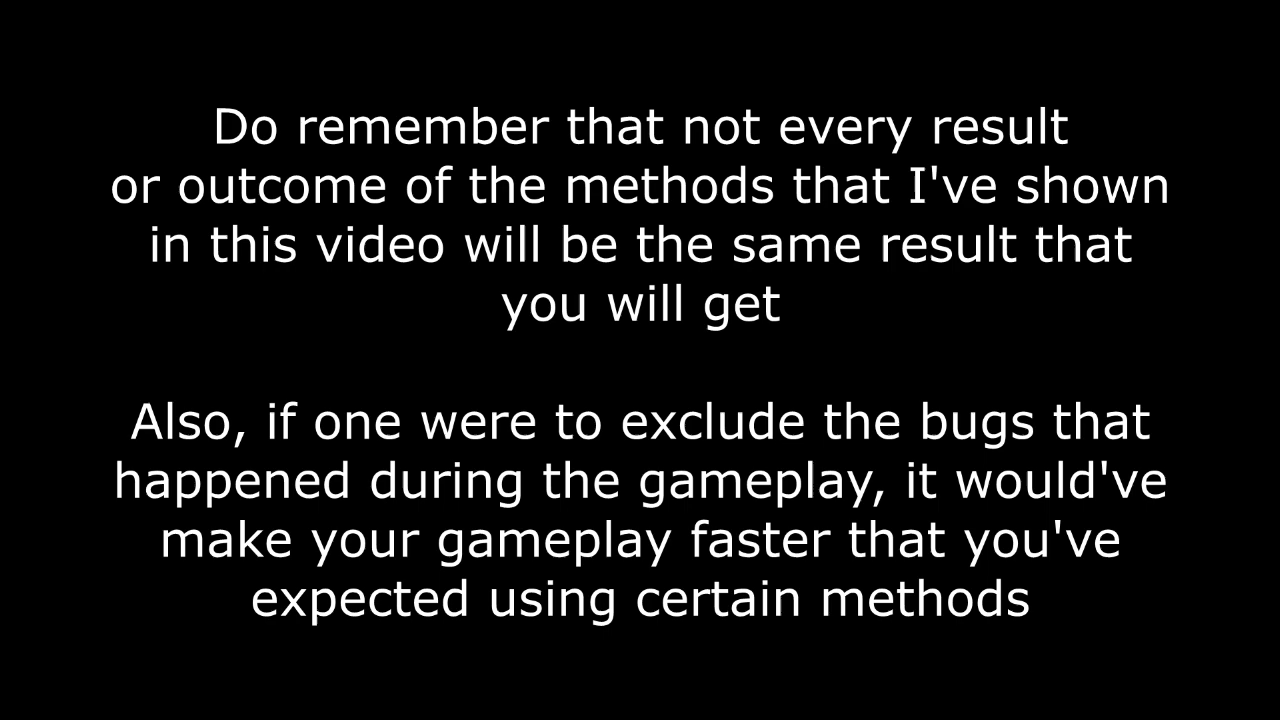 Do remember that not every result
or outcome of the methods that I've shown
in this video will be the same result that
you will get
Also, if one were to exclude the bugs that
happened during the gameplay, it would've
make your gameplay faster that you've
expected using certain methods